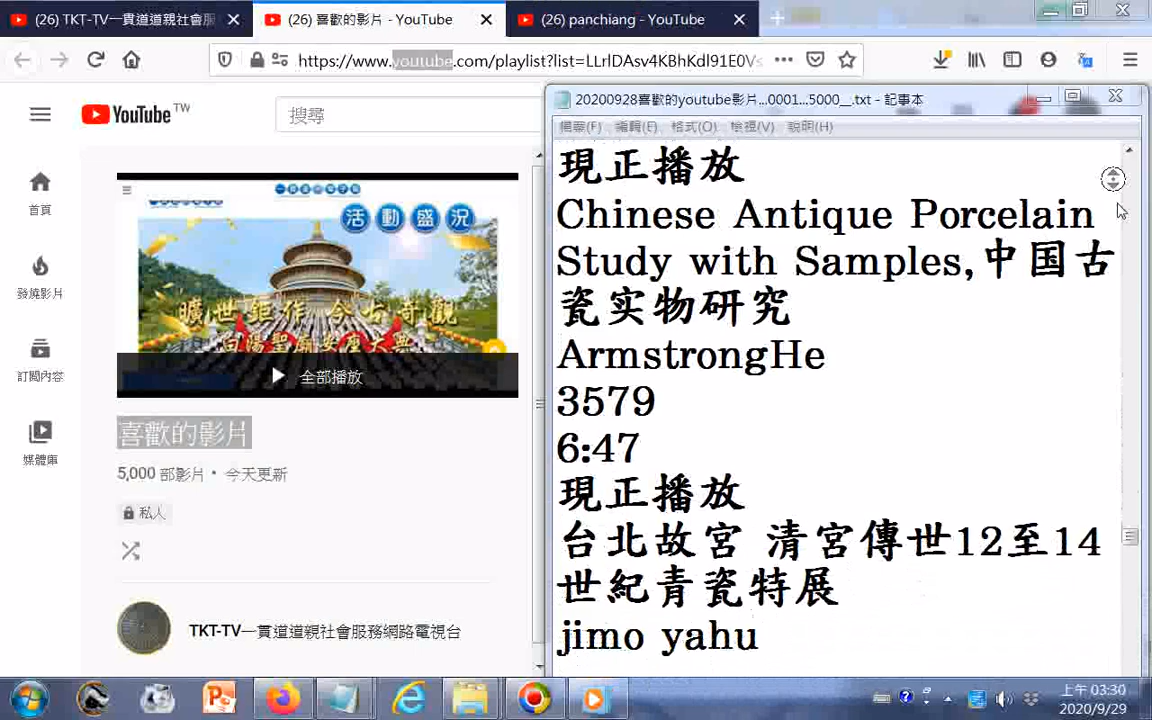 (26) TKT-TV一貫道道親社會服
(26) 喜歡的影片 - YouTube
(26) panchiang - YouTube
https://www.youtube.com/playlist?list=LLrlDAsv4KBhKdl91E0Vs
YouTube TW
搜尋
首頁
發燒影片
訂閱內容
媒體庫
活動盛況
曠世鉅作 今古奇觀
白陽聖廟安座大典
全部播放
喜歡的影片
5,000 部影片・今天更新
私人
TKT-TV一貫道道親社會服務網路電視台
20200928喜歡的youtube影片...0001...5000__.txt - 記事本
檔案(F) 編輯(E) 格式(O) 檢視(V) 說明(H)
現正播放
Chinese Antique Porcelain
Study with Samples,中国古
瓷实物研究
ArmstrongHe
3579
6:47
現正播放
台北故宮 清宮傳世12至14
世紀青瓷特展
jimo yahu
上午 03:30
2020/9/29